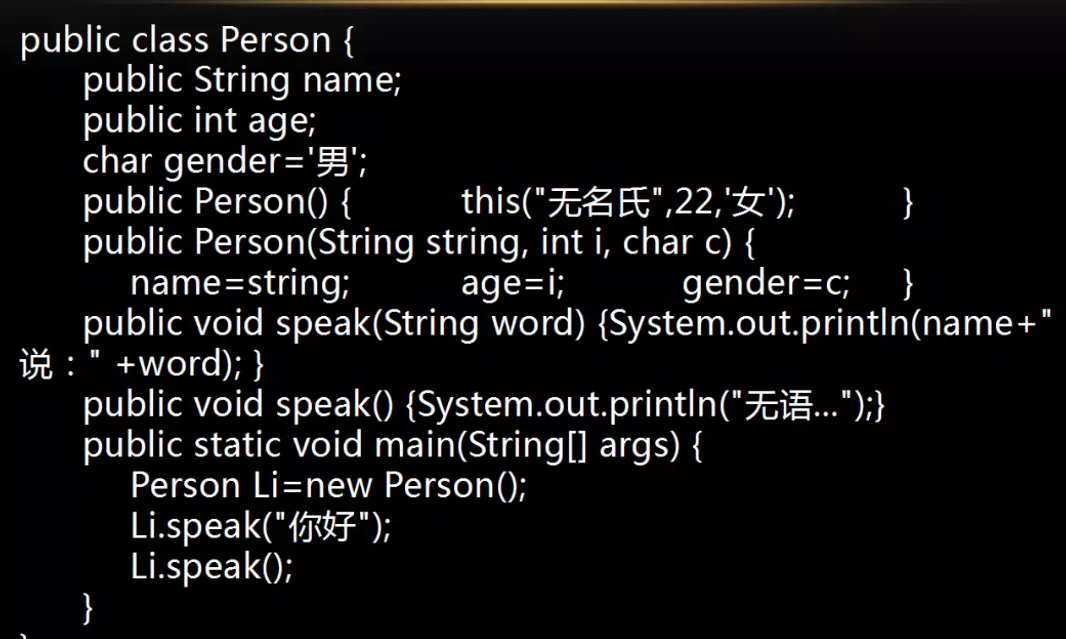 public class Person {
public String name;
public int age;
char gender='男';
public Person() { this("无名氏",22,'女'); }
public Person(String string, int i, char c) {
name=string; age=i; gender=c; }
public void speak(String word) {System.out.println(name+"
说：" +word); }
public void speak() {System.out.println("无语...");}
public static void main(String[] args) {
Person Li=new Person();
Li.speak("你好");
Li.speak();
}
}